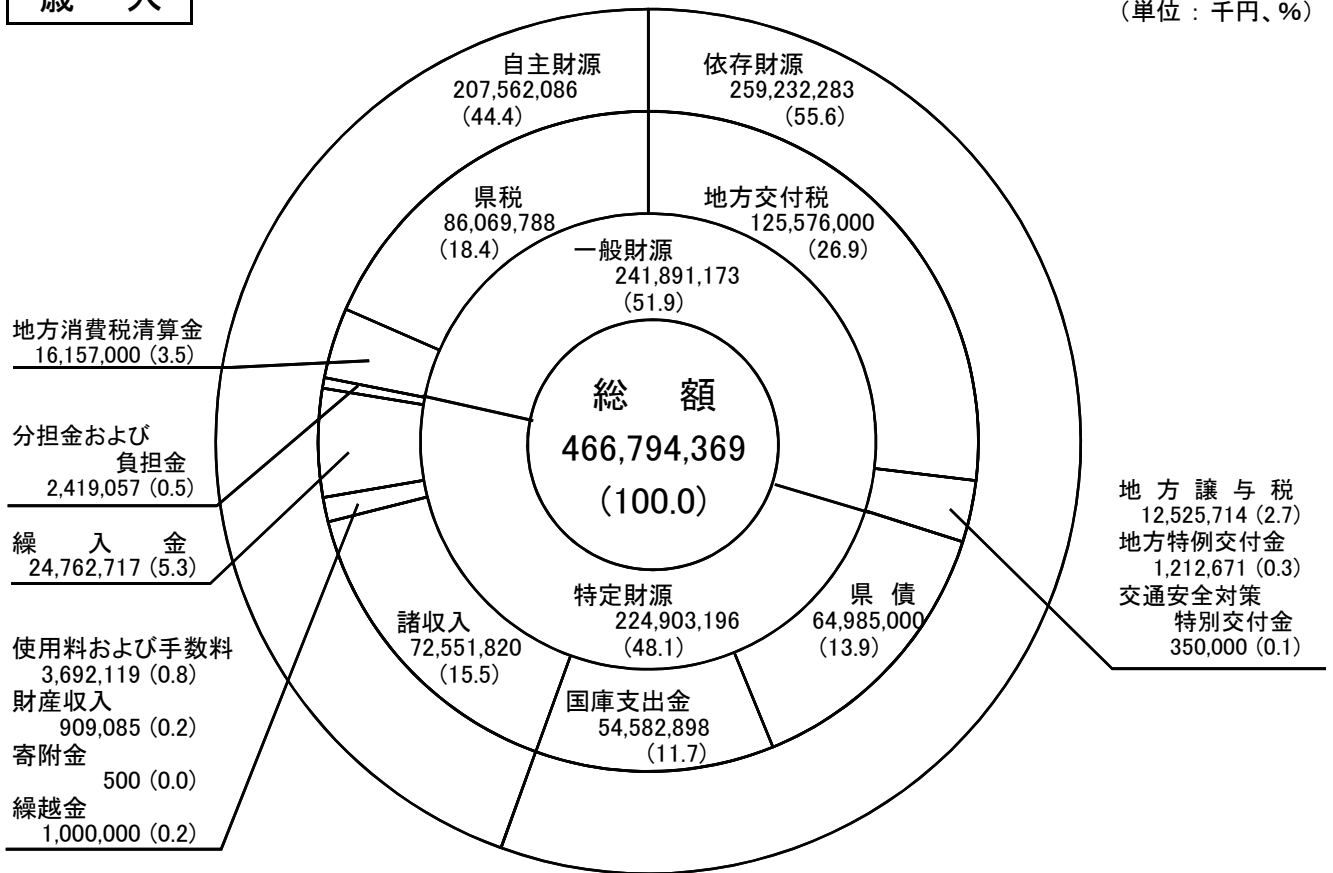 歳 入
（単位：千円、%）
自主財源
207,562,086
(44.4)
依存財源
259,232,283
(55.6)
県税
86,069,788
(18.4)
地方交付税
125,576,000
(26.9)
一般財源
241,891,173
(51.9)
地方消費税清算金
16,157,000 (3.5)
総 額
466,794,369
(100.0)
分担金および
負担金
2,419,057 (0.5)
繰 入 金
24,762,717 (5.3)
地 方 譲 与 税
12,525,714 (2.7)
地方特例交付金
1,212,671 (0.3)
交通安全対策
特別交付金
350,000 (0.1)
特定財源
224,903,196
(48.1)
県 債
64,985,000
(13.9)
諸収入
72,551,820
(15.5)
国庫支出金
54,582,898
(11.7)
使用料および手数料
3,692,119 (0.8)
財産収入
909,085 (0.2)
寄附金
500 (0.0)
繰越金
1,000,000 (0.2)